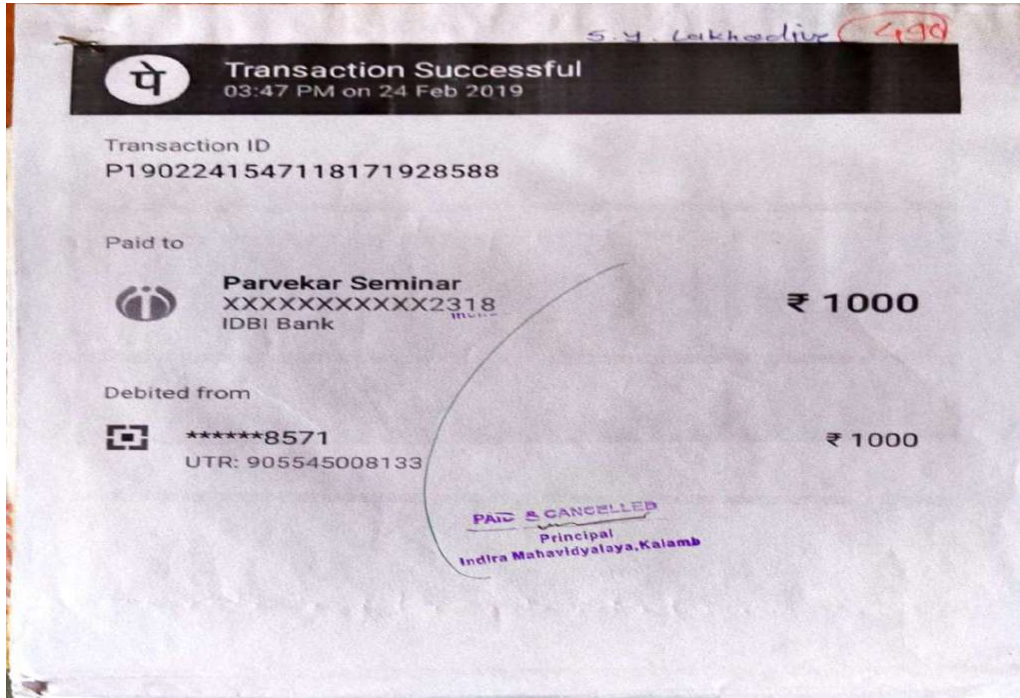 S. Y. Lakhadive
पे
Transaction Successful
03:47 PM on 24 Feb 2019
Transaction ID
P1902241547118171928588
Paid to
Parvekar Seminar
XXXXXXXXXXX2318
IDBI Bank
₹ 1000
Debited from
******8571
₹ 1000
UTR: 905545008133
PAID & CANCELLED
Principal
Indira Mahavidyalaya,Kalamb